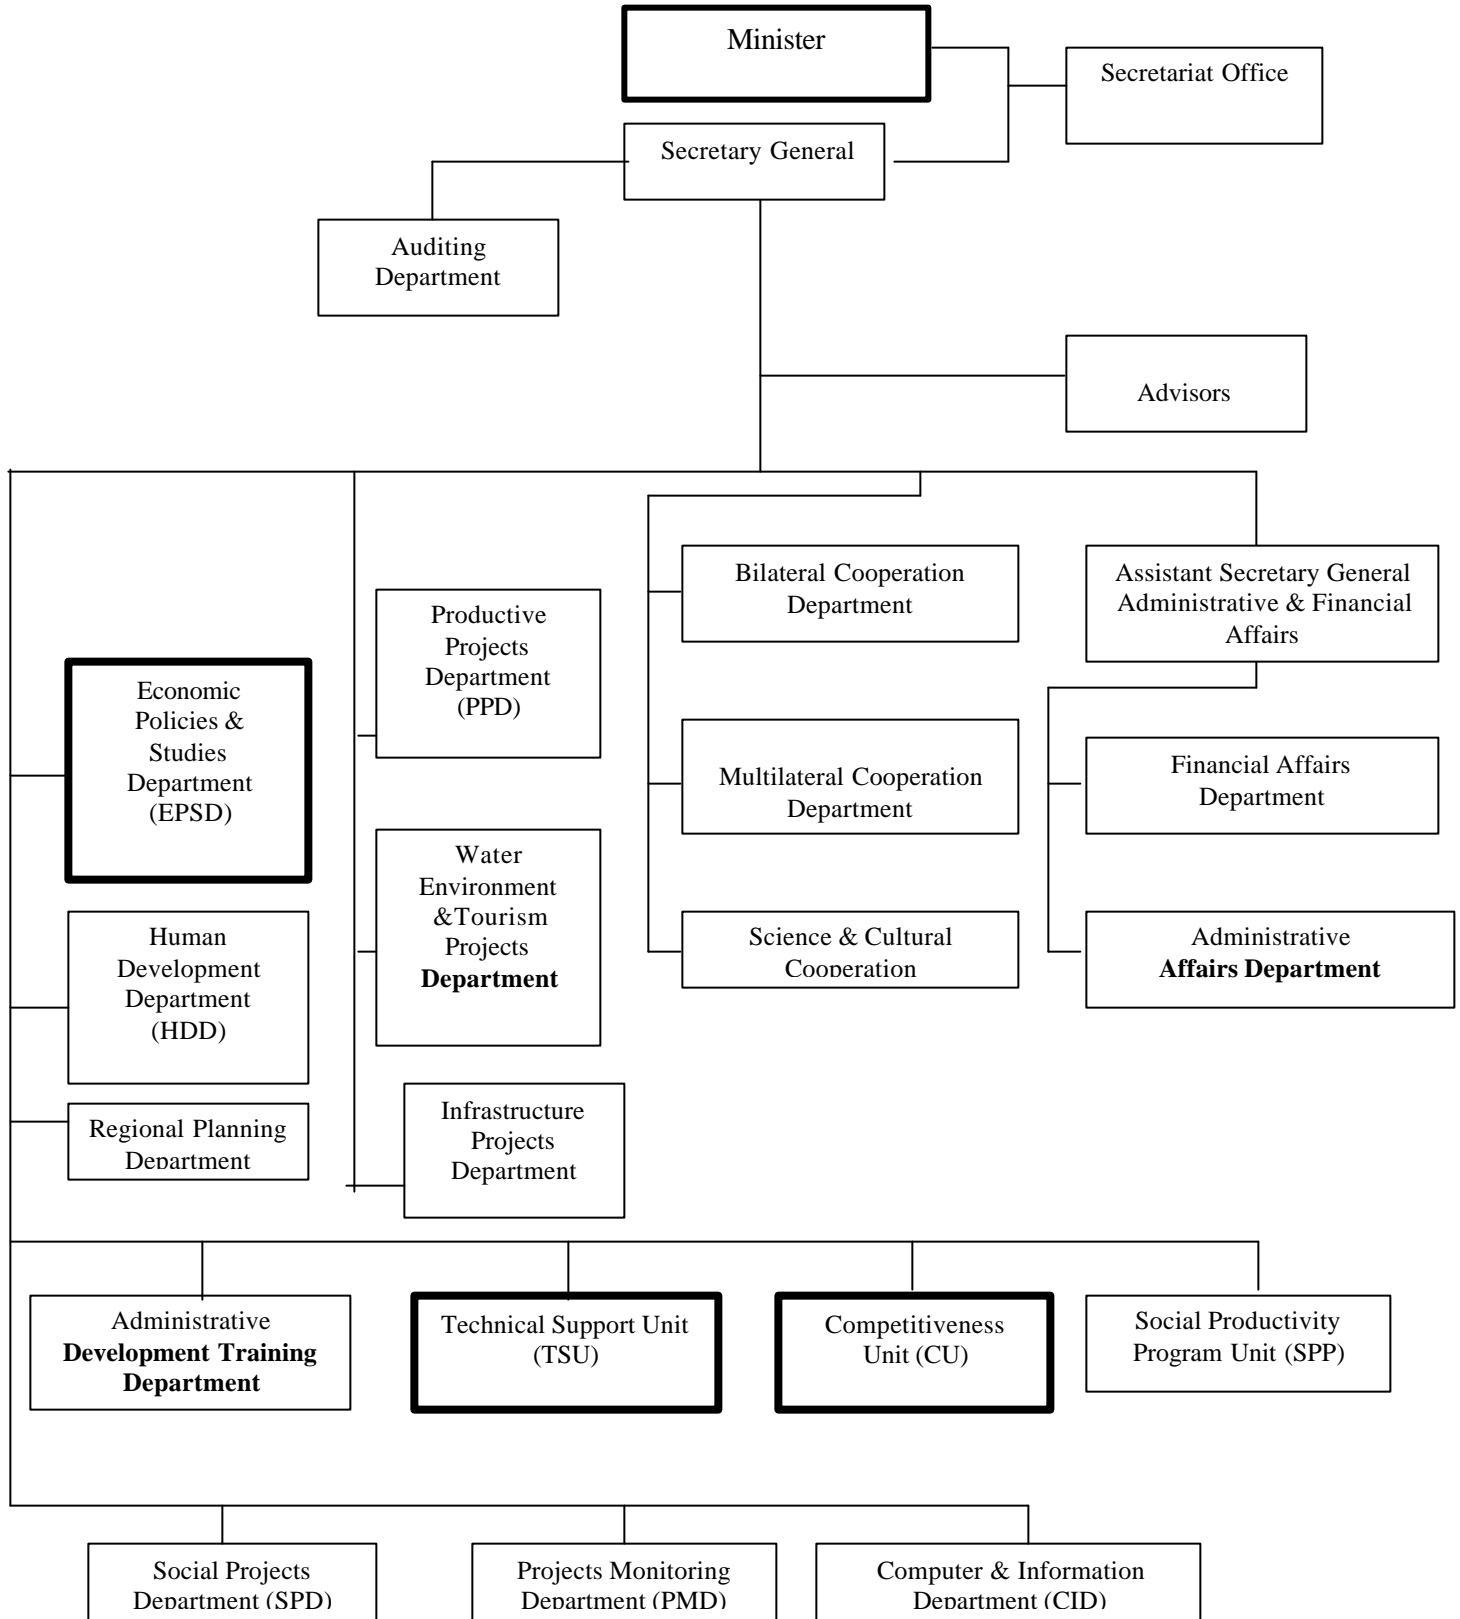 Minister
Secretariat Office
Secretary General
Auditing
Department
Advisors
Economic
Policies &
Studies
Department
(EPSD)
Human
Development
Department
(HDD)
Regional Planning
Department
Productive
Projects
Department
(PPD)
Water
Environment
&Tourism
Projects
Department
Infrastructure
Projects
Department
Bilateral Cooperation
Department
Multilateral Cooperation
Department
Science & Cultural
Cooperation
Assistant Secretary General
Administrative & Financial
Affairs
Financial Affairs
Department
Administrative
Affairs Department
Administrative
Development Training
Department
Technical Support Unit
(TSU)
Competitiveness
Unit (CU)
Social Productivity
Program Unit (SPP)
Social Projects
Department (SPD)
Projects Monitoring
Department (PMD)
Computer & Information
Department (CID)